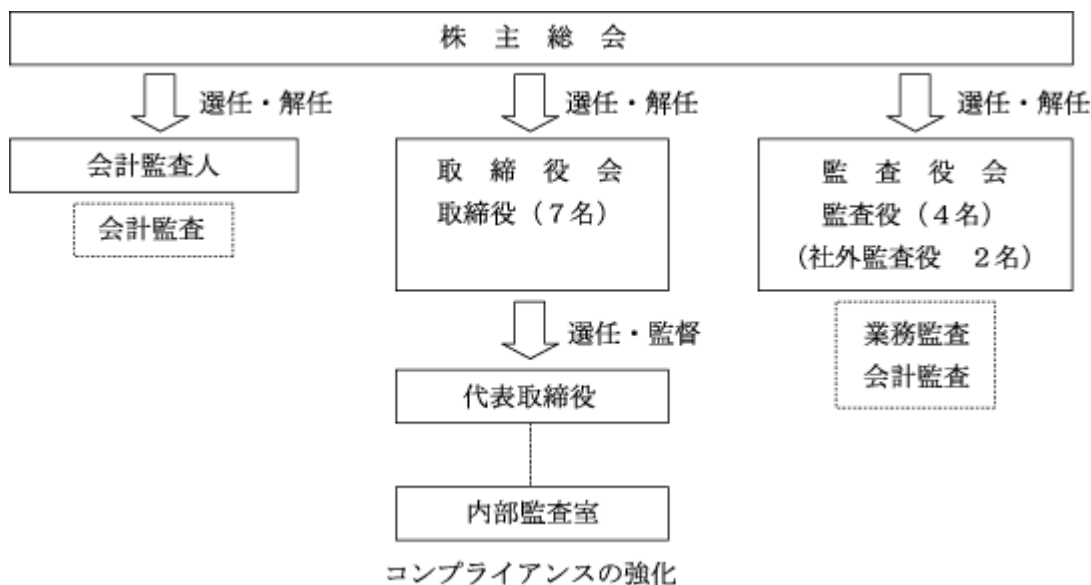 株 主 総 会
選任・解任
選任・解任
選任・解任
会計監査人
会計監査
取 締 役 会
取締役(7名)
監 査 役 会
監査役(4名)
(社外監査役 2名)
選任・監督
業務監査
会計監査
代表取締役
内部監査室
コンプライアンスの強化